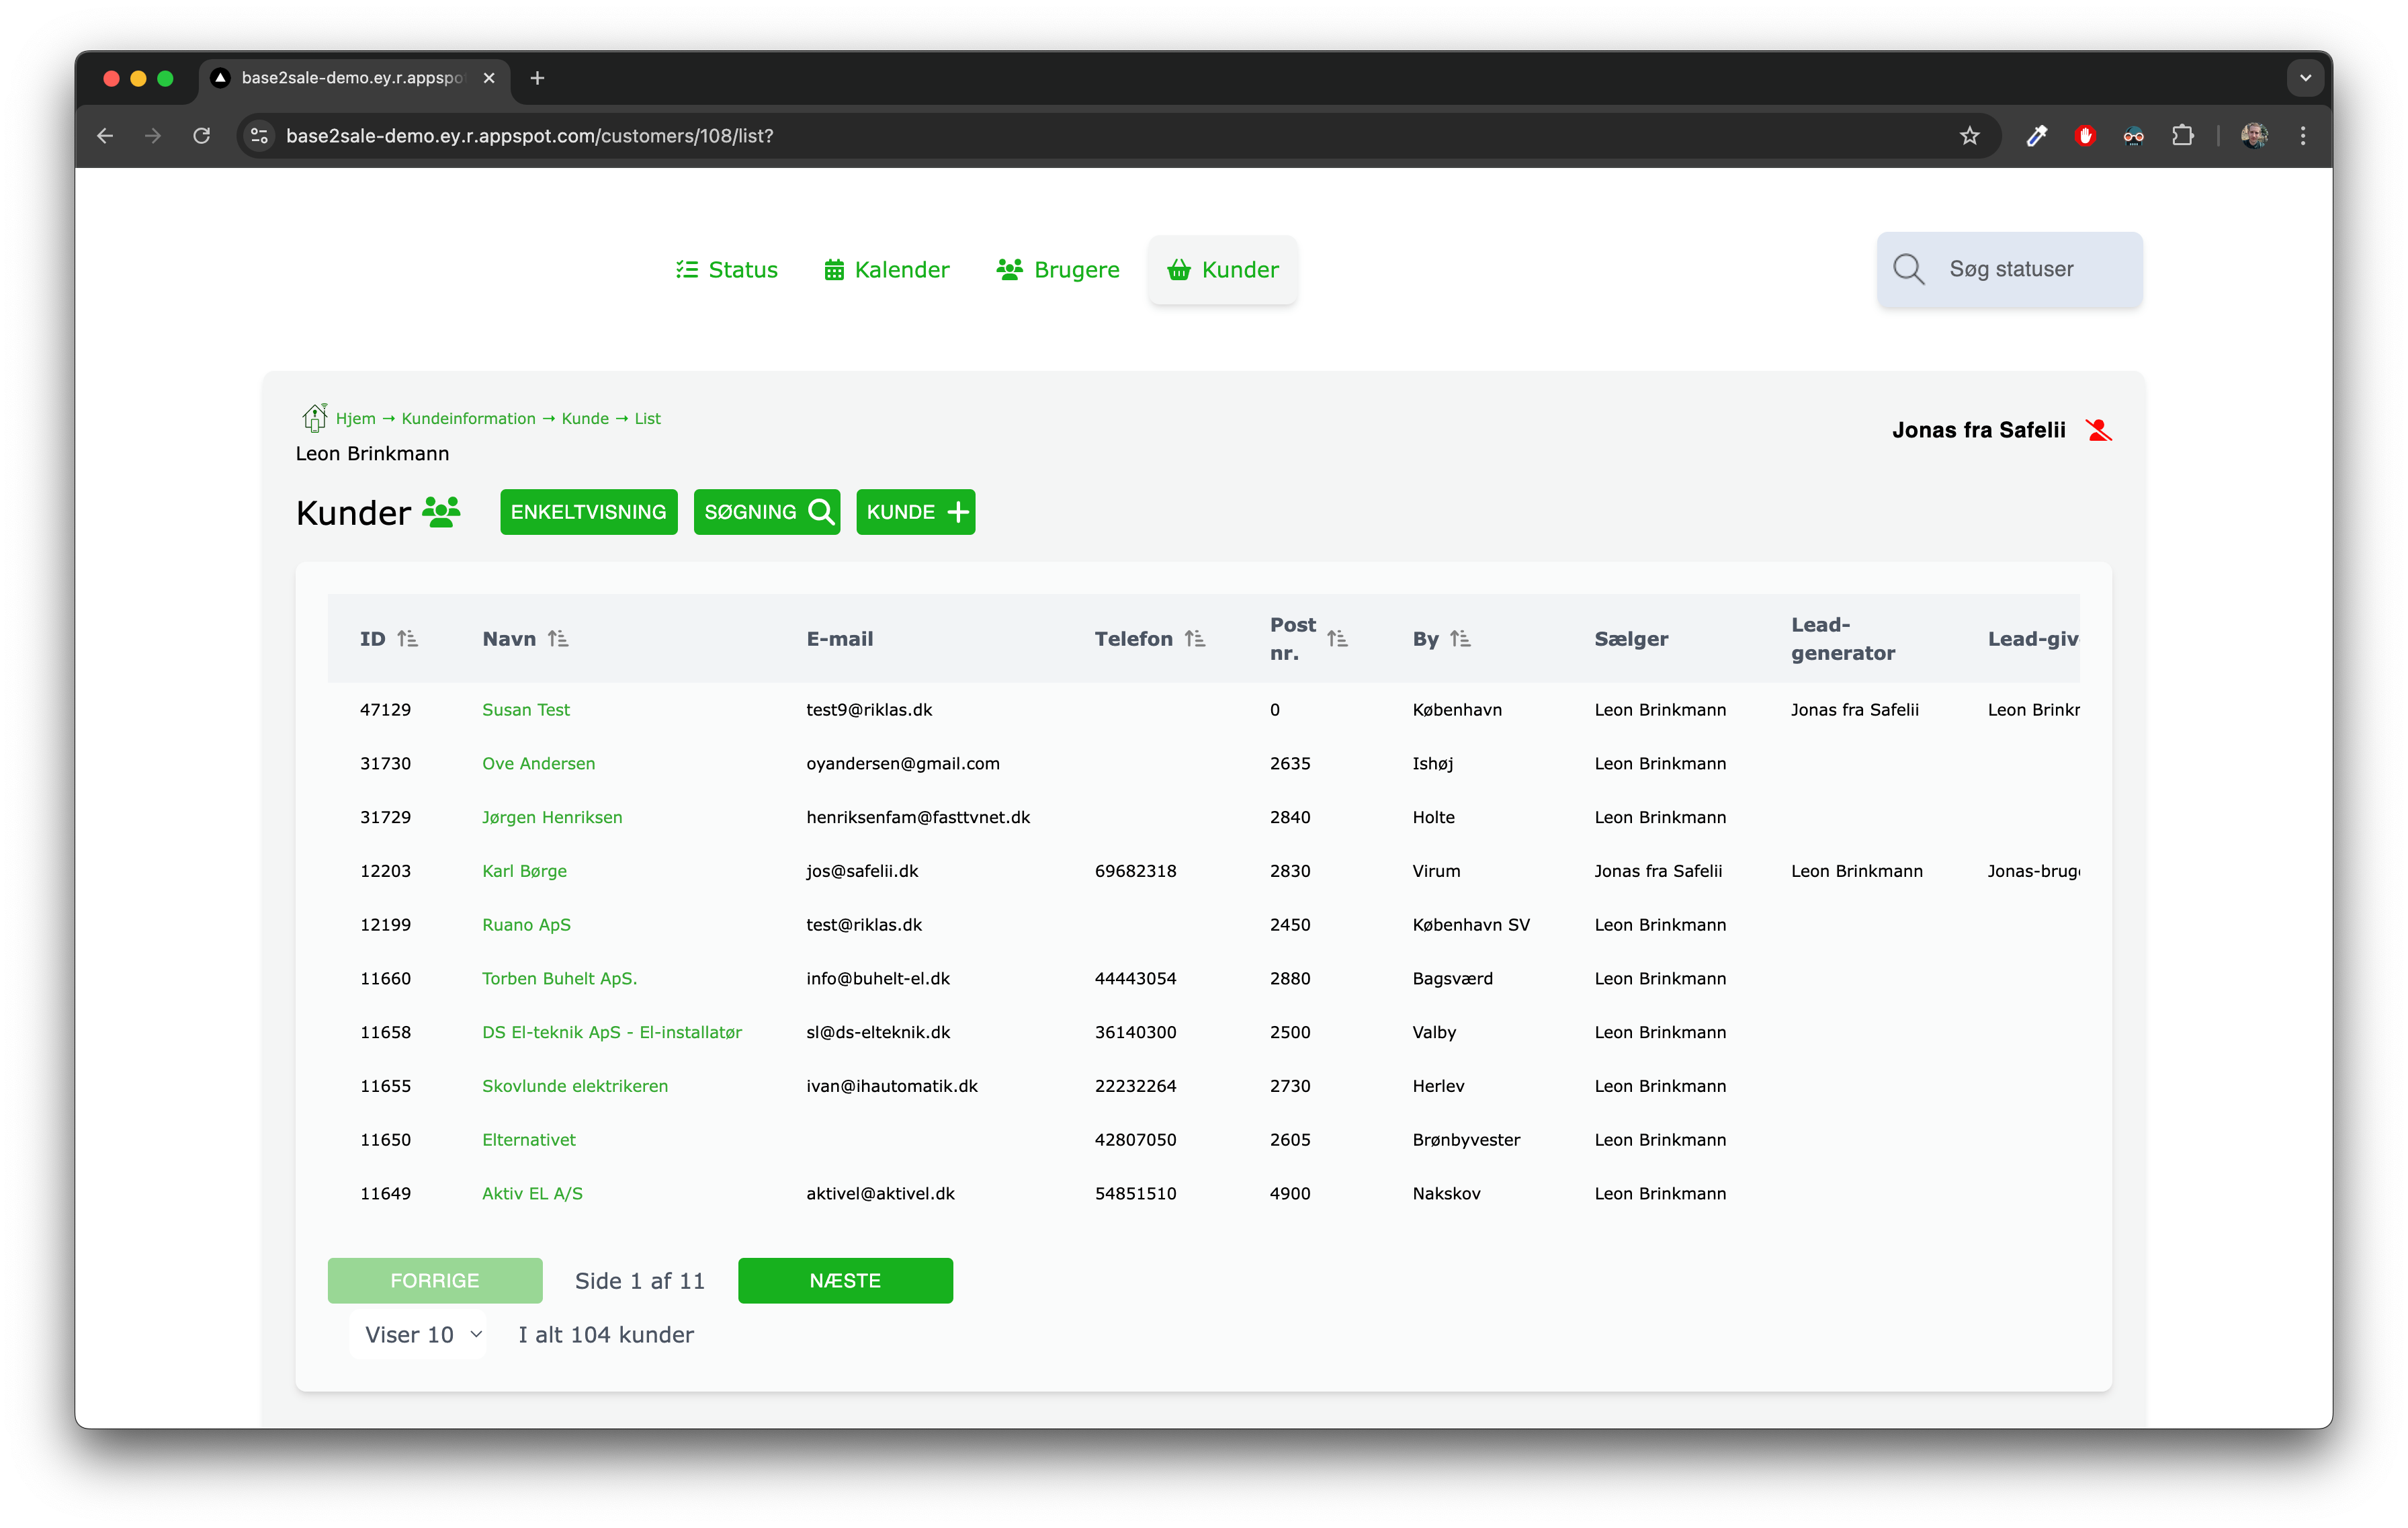 base2sale-demo.ey.r.appspo
base2sale-demo.ey.r.appspot.com/customers/108/list?
Status Kalender Brugere Kunder Søg statuser
Hjem → Kundeinformation → Kunde → List
Jonas fra Safelii
Leon Brinkmann
Kunder ENKELTVISNING SØGNING KUNDE
ID Navn E-mail Telefon Post nr. By Sælger Lead-generator Lead-giv
47129 Susan Test test9@riklas.dk 0 København Leon Brinkmann Jonas fra Safelii Leon Brink
31730 Ove Andersen oyandersen@gmail.com 2635 Ishøj Leon Brinkmann
31729 Jørgen Henriksen henriksenfam@fasttvnet.dk 2840 Holte Leon Brinkmann
12203 Karl Børge jos@safelii.dk 69682318 2830 Virum Jonas fra Safelii Leon Brinkmann Jonas-brug
12199 Ruano ApS test@riklas.dk 2450 København SV Leon Brinkmann
11660 Torben Buhelt ApS. info@buhelt-el.dk 44443054 2880 Bagsværd Leon Brinkmann
11658 DS El-teknik ApS - El-installatør sl@ds-elteknik.dk 36140300 2500 Valby Leon Brinkmann
11655 Skovlunde elektrikeren ivan@ihautomatik.dk 22232264 2730 Herlev Leon Brinkmann
11650 Elternativet 42807050 2605 Brønbyvester Leon Brinkmann
11649 Aktiv EL A/S aktivel@aktivel.dk 54851510 4900 Nakskov Leon Brinkmann
FORRIGE Side 1 af 11 NÆSTE
Viser 10 I alt 104 kunder